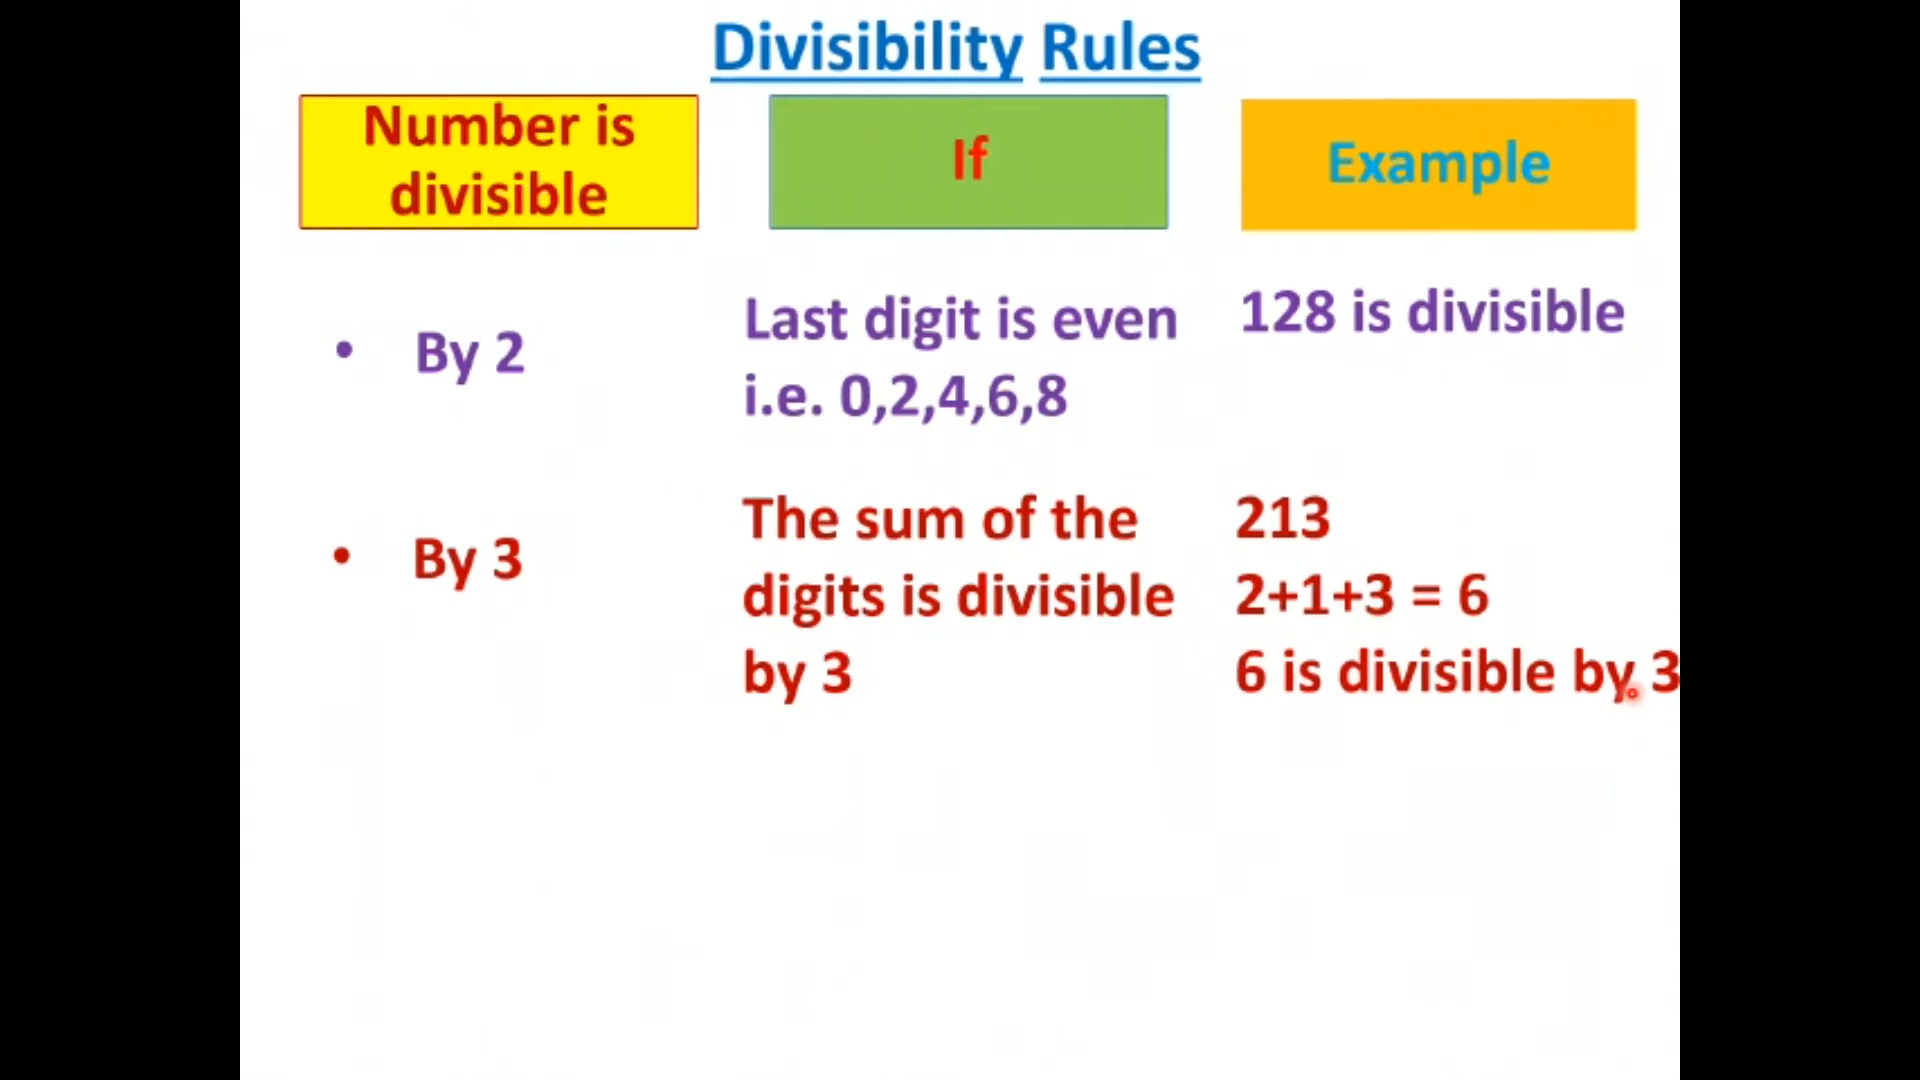 Divisibility Rules
Number is
divisible
If
Example
• By 2
Last digit is even
i.e. 0,2,4,6,8
128 is divisible
• By 3
The sum of the
digits is divisible
by 3
213
2+1+3 = 6
6 is divisible by 3